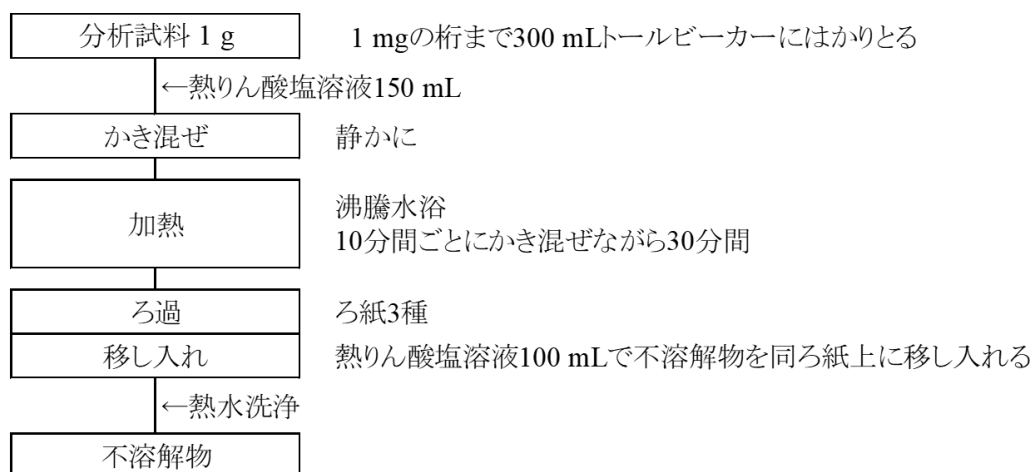 分析試料 1 g 1 mgの桁まで300 mLトールビーカーにはかりとる
←熱りん酸塩溶液150 mL
かき混ぜ 静かに
加熱 沸騰水浴
10分間ごとにかき混ぜながら30分間
ろ過 ろ紙3種
移し入れ 熱りん酸塩溶液100 mLで不溶解物を同ろ紙上に移し入れる
←熱水洗浄
不溶解物